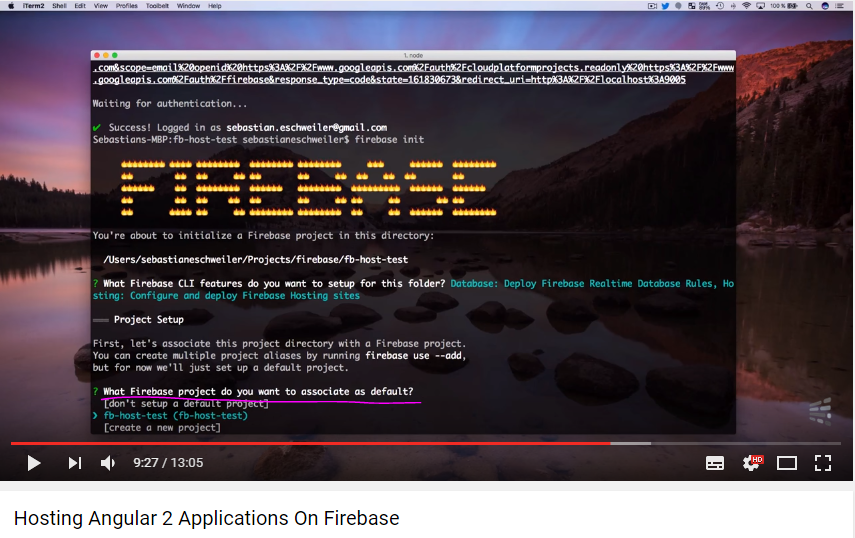 iTerm2 Shell Edit View Profiles Toolbelt Window Help 100 %
1. node
.com&scope=email%20openid%20https%3A%2F%2Fwww.googleapis.com%2Fauth%2Fcloudplatformprojects.readonly%20https%3A%2F%2Fwww
.googleapis.com%2Fauth%2Ffirebase&response_type=code&state=161830673&redirect_uri=http%3A%2F%2Flocalhost%3A9005
Waiting for authentication...
✔ Success! Logged in as sebastian.eschweiler@gmail.com
Sebastians-MBP:fb-host-test sebastianeschweiler$ firebase init
FIREBASE
You're about to initialize a Firebase project in this directory:
/Users/sebastianeschweiler/Projects/firebase/fb-host-test
? What Firebase CLI features do you want to setup for this folder? Database: Deploy Firebase Realtime Database Rules, Ho
sting: Configure and deploy Firebase Hosting sites
=== Project Setup
First, let's associate this project directory with a Firebase project.
You can create multiple project aliases by running firebase use --add,
but for now we'll just set up a default project.
? What Firebase project do you want to associate as default?
[don't setup a default project]
❯ fb-host-test (fb-host-test)
[create a new project]
9:27 / 13:05
HD
Hosting Angular 2 Applications On Firebase